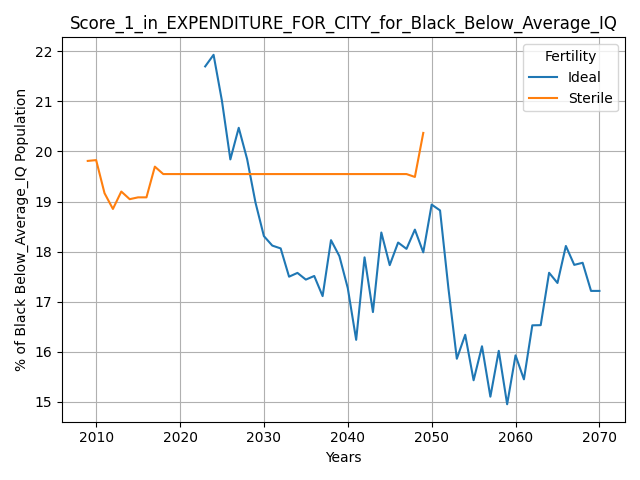 Score_1_in_EXPENDITURE_FOR_CITY_for_Black_Below_Average_IQ
% of Black Below_Average_IQ Population
22
21
20
19
18
17
16
15
Fertility
Ideal
Sterile
2010 2020 2030 2040 2050 2060 2070
Years